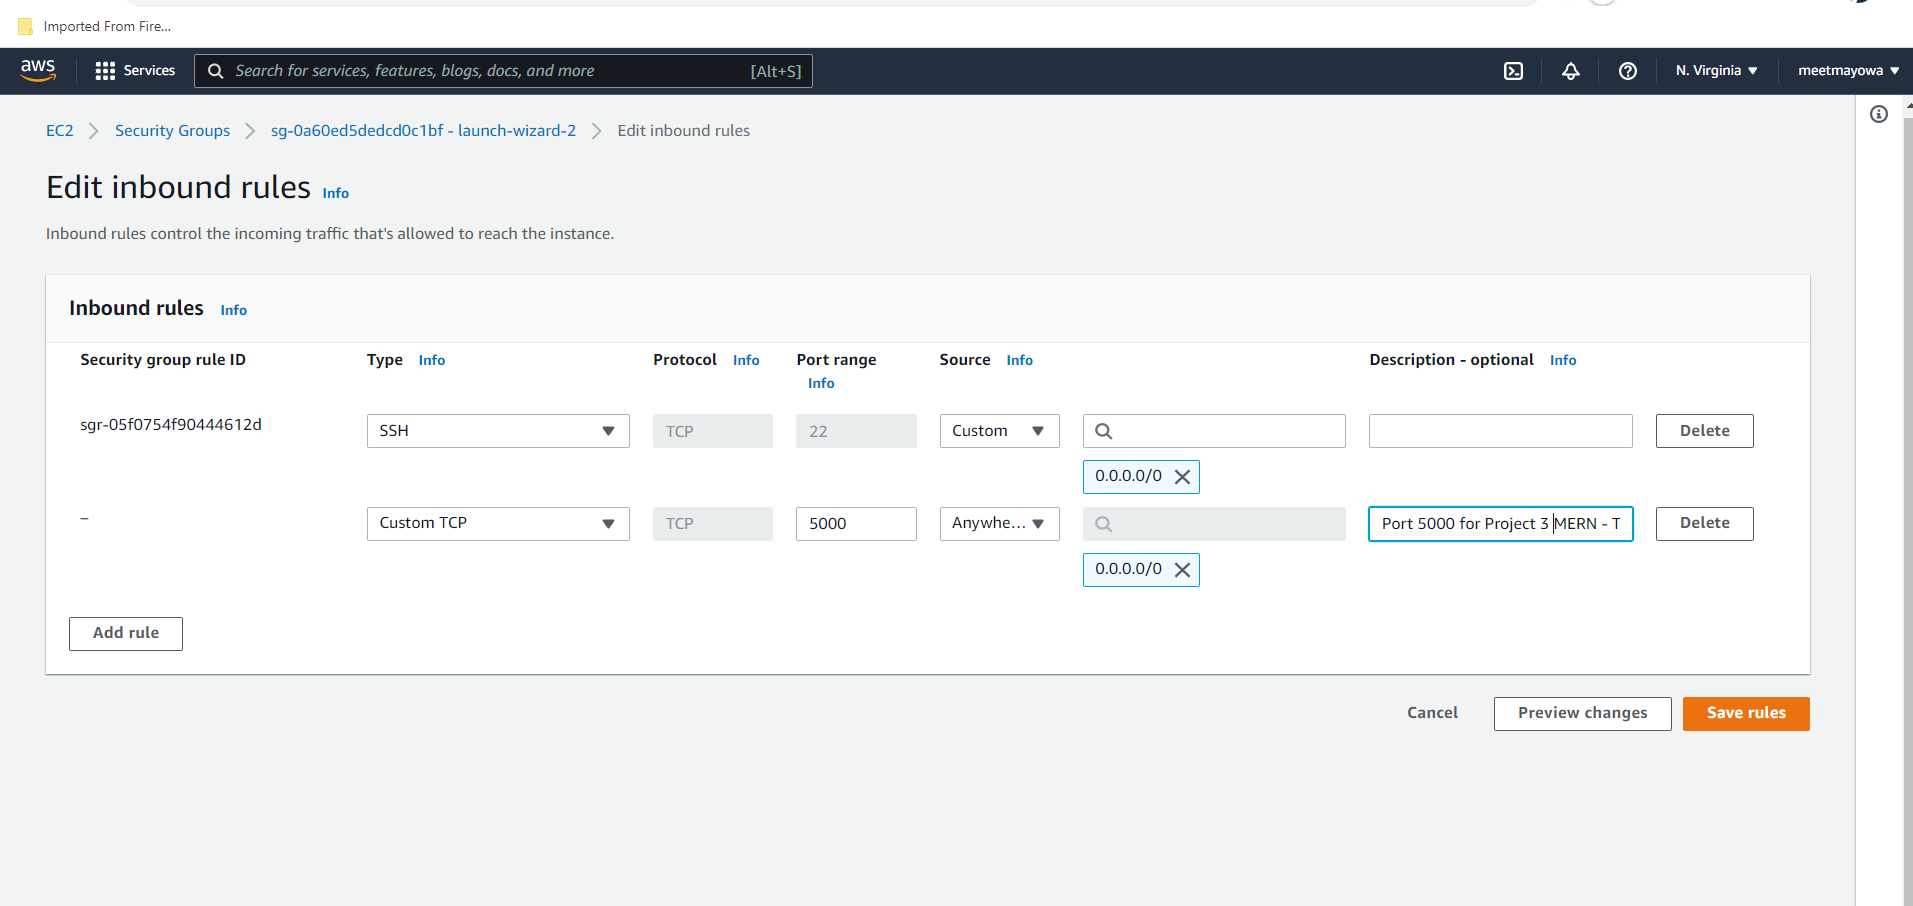 Imported From Fire...
aws Services Search for services, features, blogs, docs, and more [Alt+S] N. Virginia meetmayowa
EC2 Security Groups sg-0a60ed5dedcd0c1bf - launch-wizard-2 Edit inbound rules
Edit inbound rules Info
Inbound rules control the incoming traffic that's allowed to reach the instance.
Inbound rules Info
Security group rule ID Type Info Protocol Info Port range Info Source Info Description - optional Info
sgr-05f0754f90444612d SSH TCP 22 Custom Delete
0.0.0.0/0
– Custom TCP TCP 5000 Anywhe... Port 5000 for Project 3 MERN - T Delete
0.0.0.0/0
Add rule
Cancel Preview changes Save rules